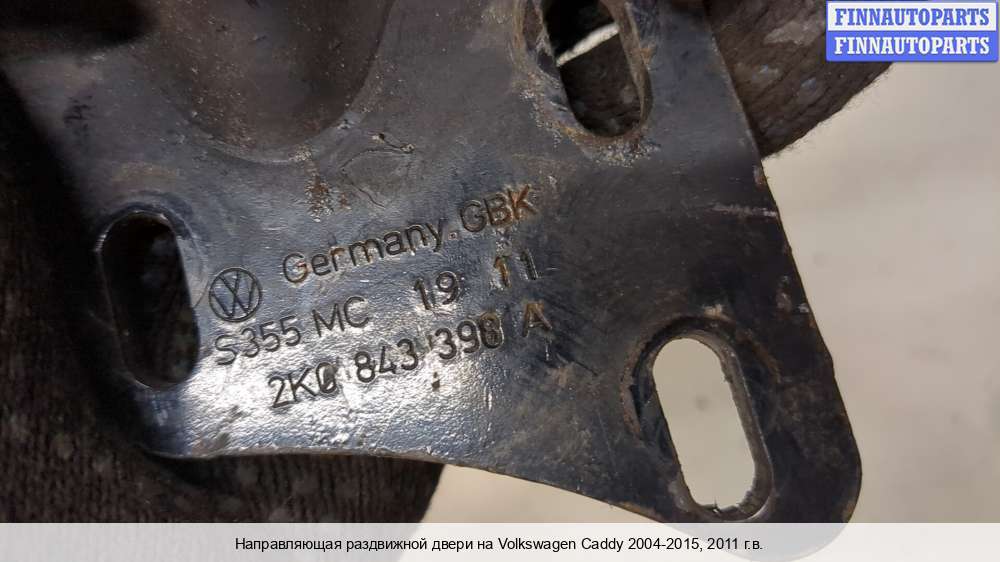 FINNAUTOPARTS
FINNAUTOPARTS
Germany. GBK
S355 MC 19 11
2K0 843 398 A
Направляющая раздвижной двери на Volkswagen Caddy 2004-2015, 2011 г.в.